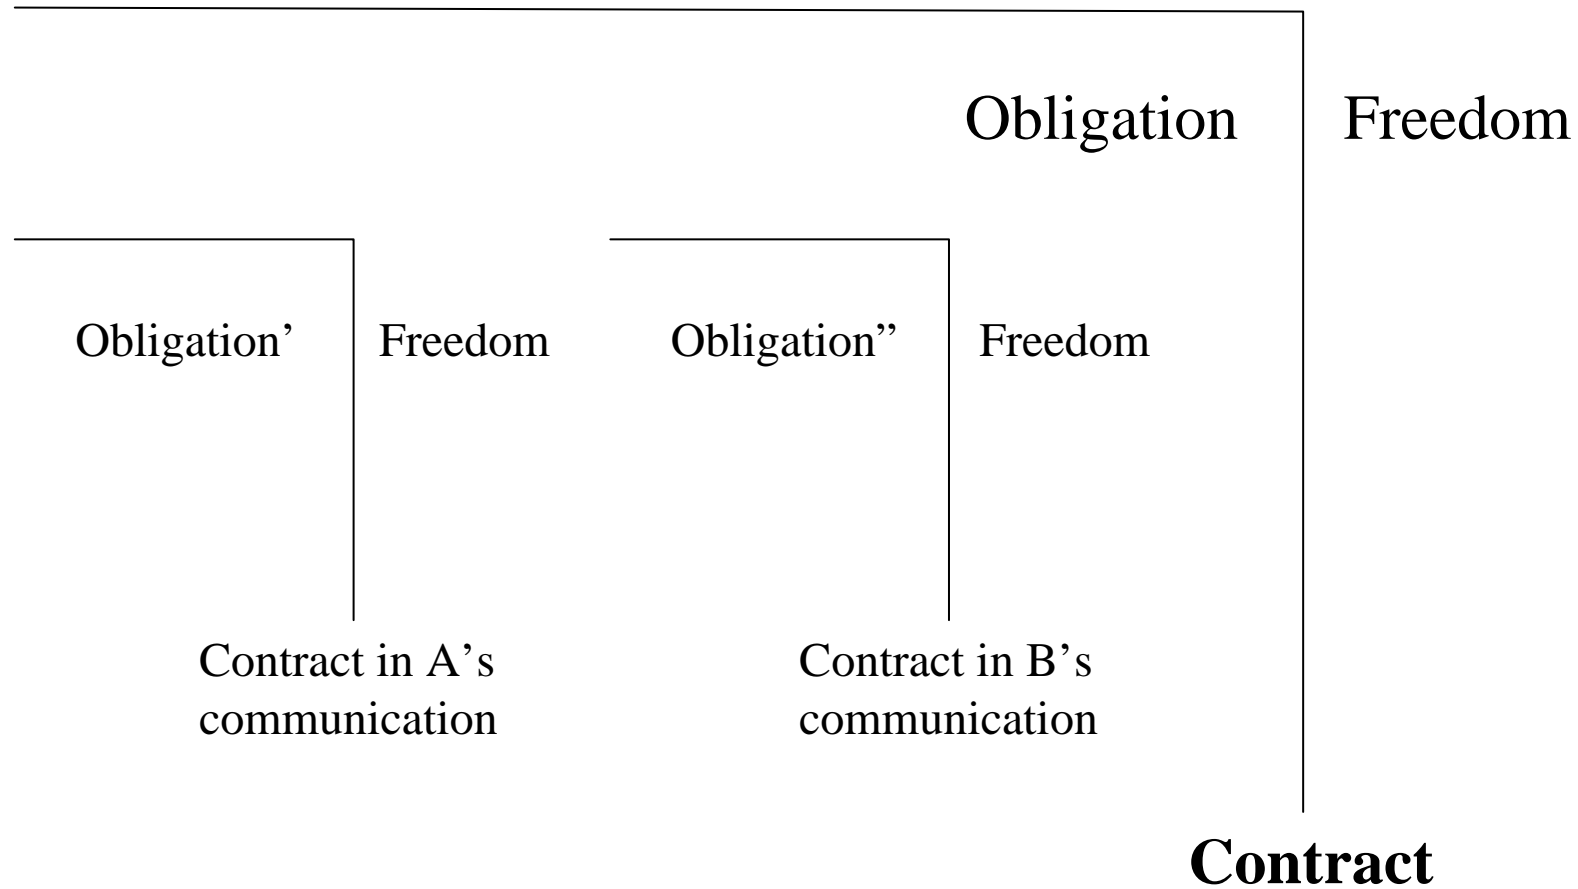 Obligation Freedom
Obligation’ Freedom Obligation” Freedom
Contract in A’s
communication
Contract in B’s
communication
Contract